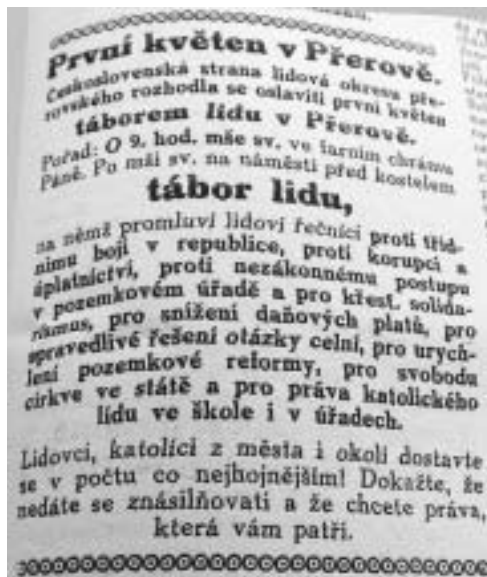 První květen v Přerově.
Československá strana lidová okresu pře-
rovského rozhodla se oslaviti první květen
táborem lidu v Přerově.
Pořad: O 9. hod. mše sv. ve farním chrámu
Páně. Po mši sv. na náměstí před kostelem
tábor lidu,
na němž promluví lidoví řečníci proti tříd-
nímu boji v republice, proti korupci a
úplatnictví, proti nezákonnému postupu
v pozemkovém úřadě a pro křest. solida-
rismus, pro snížení daňových platů, pro
spravedlivé řešení otázky celní, pro urych-
lení pozemkové reformy, pro svobodu
církve ve státě a pro práva katolického
lidu ve škole i v úřadech.
Lidovci, katolíci z města i okolí dostavte
se v počtu co nejhojnějším! Dokažte, že
nedáte se znásilňovati a že chcete práva,
která vám patří.